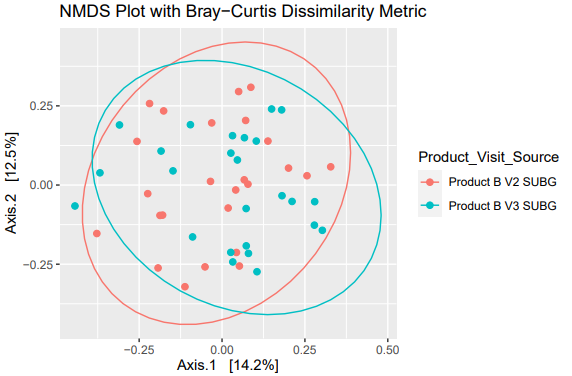 NMDS Plot with Bray−Curtis Dissimilarity Metric
0.25
0.00
−0.25
Axis.2 [12.5%]
−0.25
0.00
0.25
0.50
Axis.1 [14.2%]
Product_Visit_Source
Product B V2 SUBG
Product B V3 SUBG